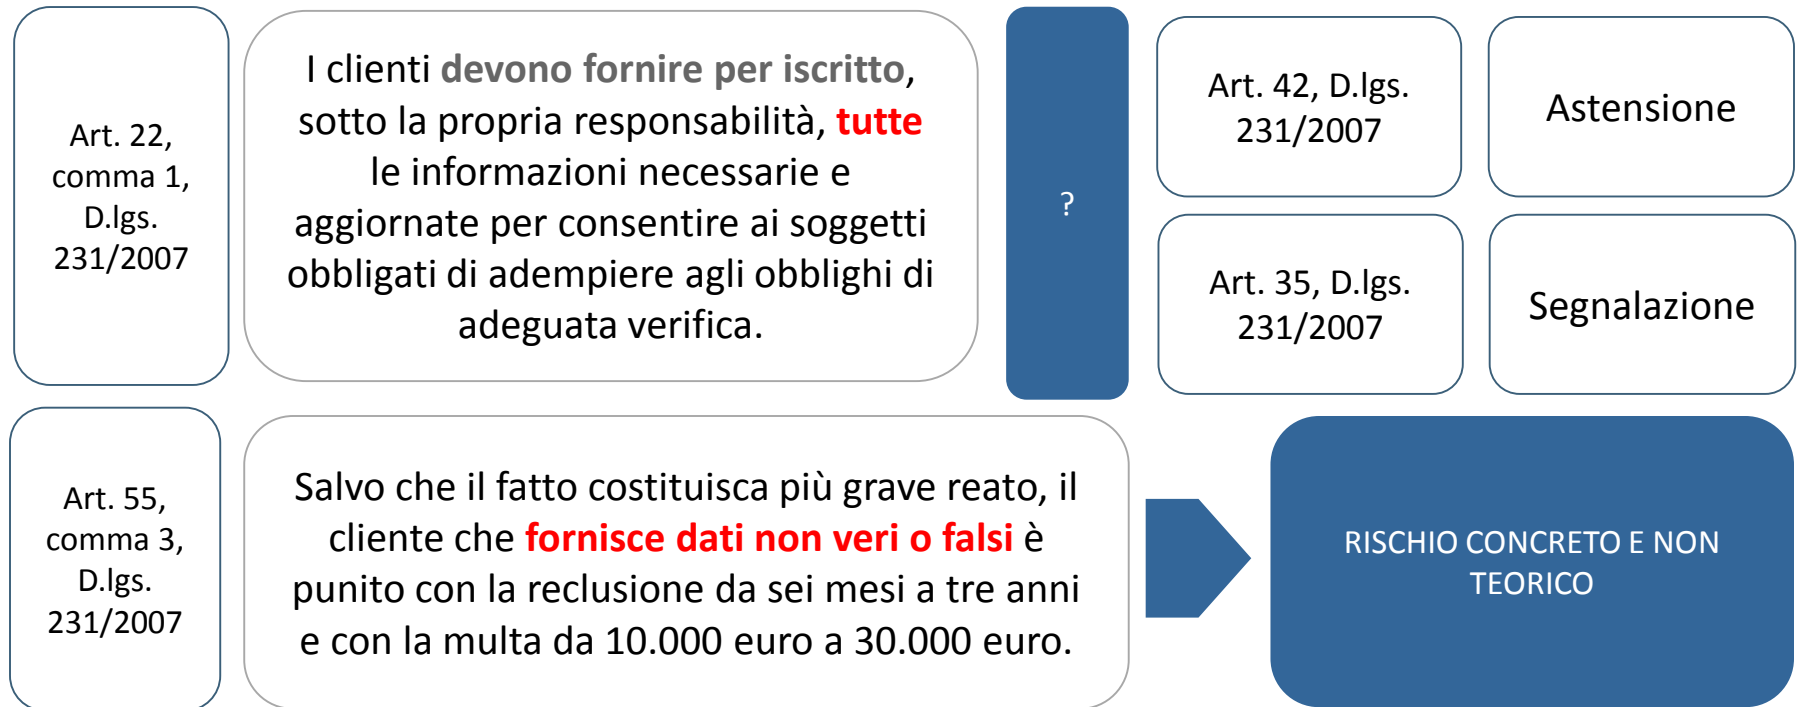 Art. 22,
comma 1,
D.lgs.
231/2007
I clienti devono fornire per iscritto,
sotto la propria responsabilità, tutte
le informazioni necessarie e
aggiornate per consentire ai soggetti
obbligati di adempiere agli obblighi di
adeguata verifica.
?
Art. 42, D.lgs.
231/2007
Astensione
Art. 35, D.lgs.
231/2007
Segnalazione
Art. 55,
comma 3,
D.lgs.
231/2007
Salvo che il fatto costituisca più grave reato, il
cliente che fornisce dati non veri o falsi è
punito con la reclusione da sei mesi a tre anni
e con la multa da 10.000 euro a 30.000 euro.
RISCHIO CONCRETO E NON
TEORICO